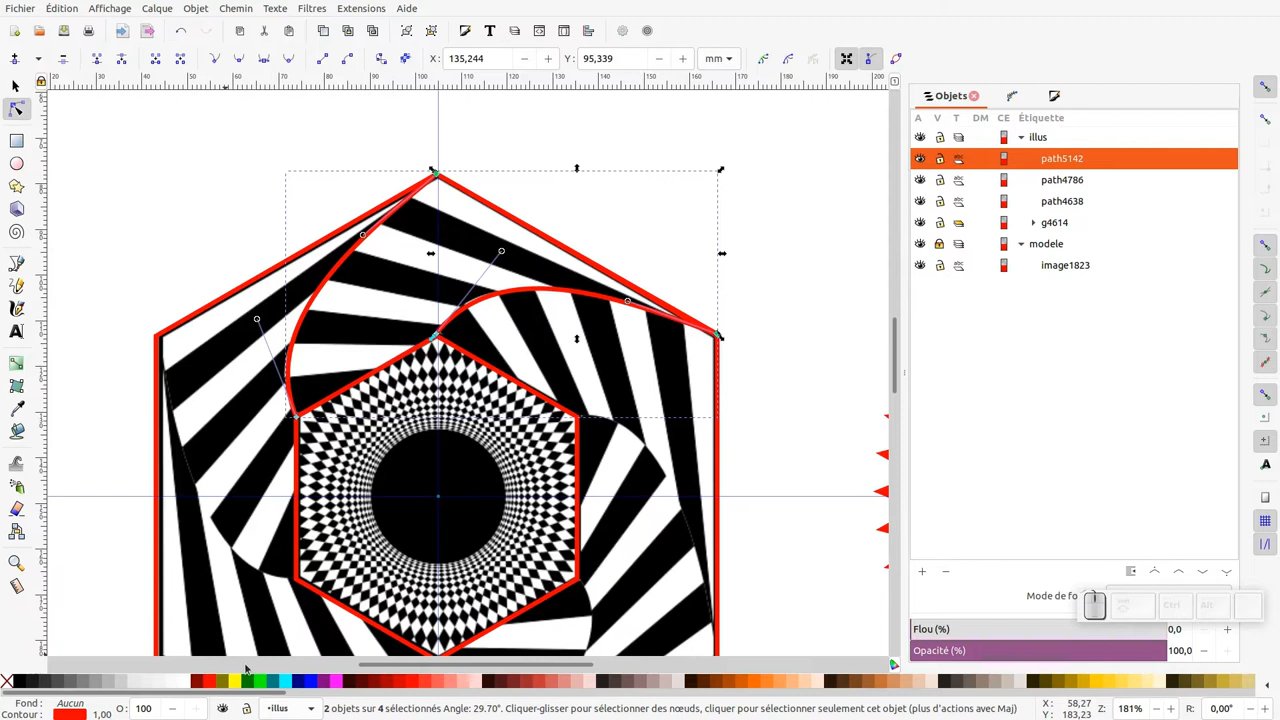 Fichier Édition Affichage Calque Objet Chemin Texte Filtres Extensions Aide
X: 135,244 Y: 95,339 mm
Objets
A V T DM CE Étiquette
illus
path5142
path4786
path4638
g4614
modele
image1823
Mode de fo
Ctrl Alt
Flou (%) 0,0
Opacité (%) 100,0
Fond : Aucun
Contour : 1,00
O: 100
illus
2 objets sur 4 sélectionnés Angle: 29.70°. Cliquer-glisser pour sélectionner des nœuds, cliquer pour sélectionner seulement cet objet (plus d'actions avec Maj)
X: 58,27
Y: 183,23
Z: 181%
R: 0,00°